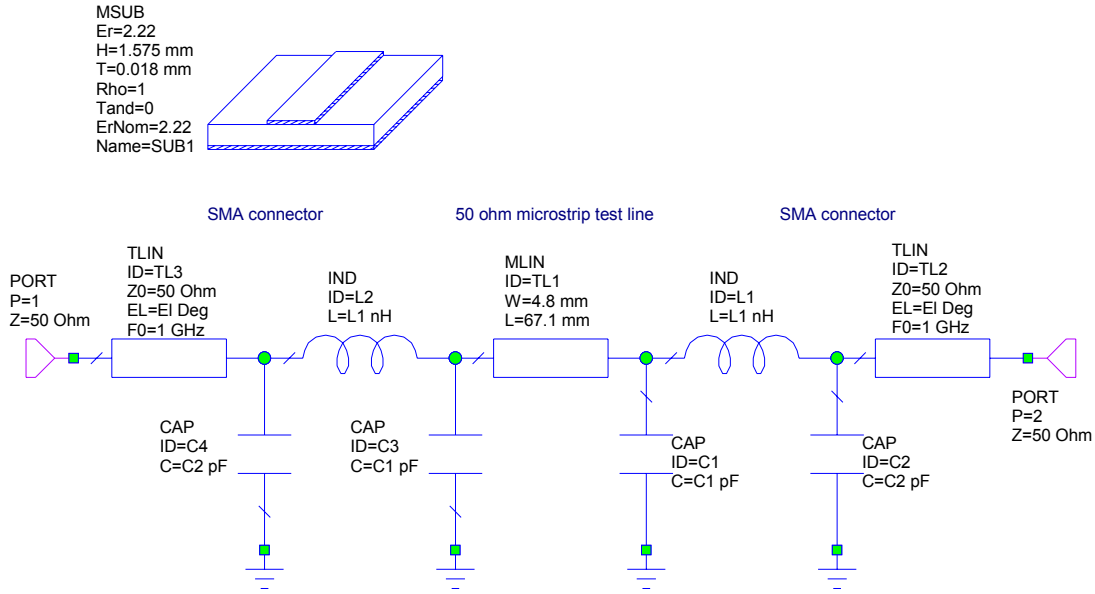 MSUB
Er=2.22
H=1.575 mm
T=0.018 mm
Rho=1
Tand=0
ErNom=2.22
Name=SUB1
SMA connector
50 ohm microstrip test line
SMA connector
PORT
P=1
Z=50 Ohm
TLIN
ID=TL3
Z0=50 Ohm
EL=El Deg
F0=1 GHz
IND
ID=L2
L=L1 nH
MLIN
ID=TL1
W=4.8 mm
L=67.1 mm
IND
ID=L1
L=L1 nH
TLIN
ID=TL2
Z0=50 Ohm
EL=El Deg
F0=1 GHz
PORT
P=2
Z=50 Ohm
CAP
ID=C4
C=C2 pF
CAP
ID=C3
C=C1 pF
CAP
ID=C1
C=C1 pF
CAP
ID=C2
C=C2 pF